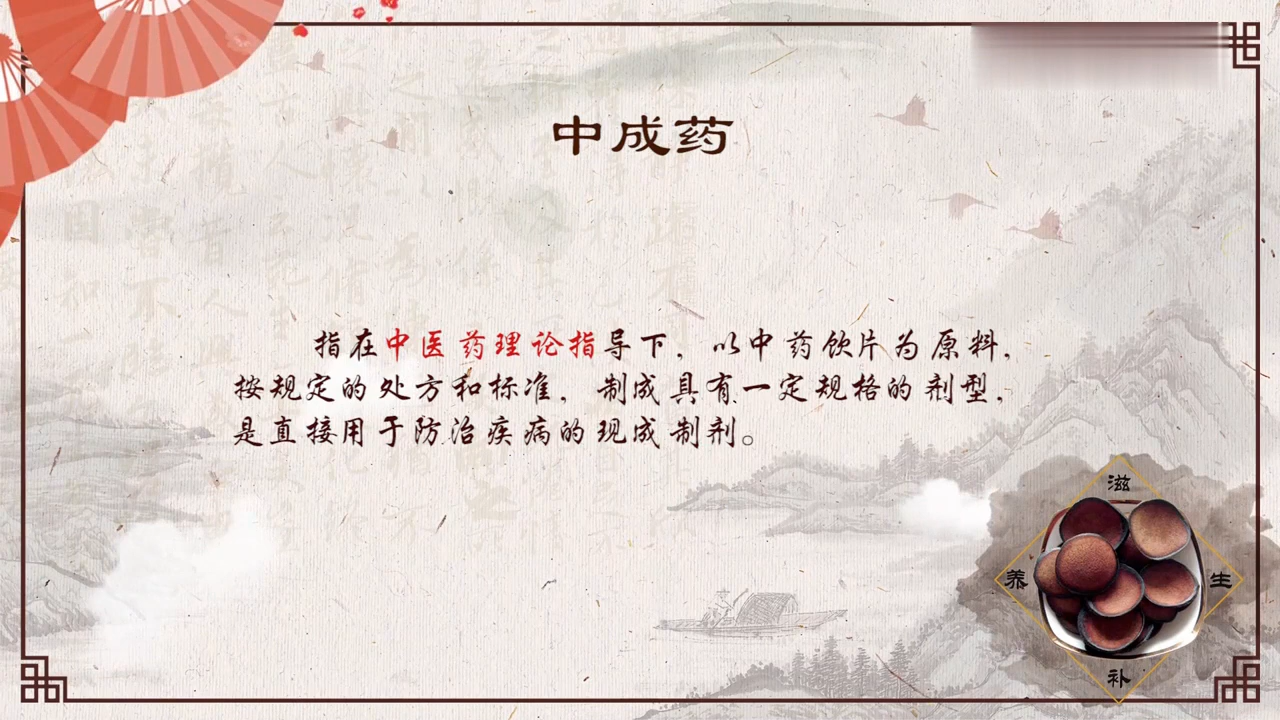 中成药
指在中医药理论指导下，以中药饮片为原料，
按规定的处方和标准，制成具有一定规格的剂型，
是直接用于防治疾病的现成制剂。
滋
养 生
补